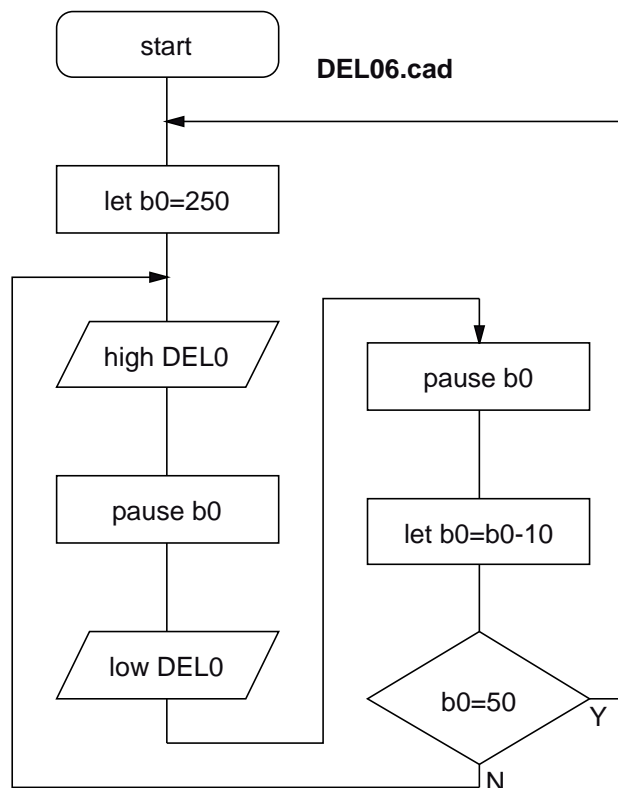 start
DEL06.cad
let b0=250
high DEL0
pause b0
low DEL0
pause b0
let b0=b0-10
b0=50
Y
N